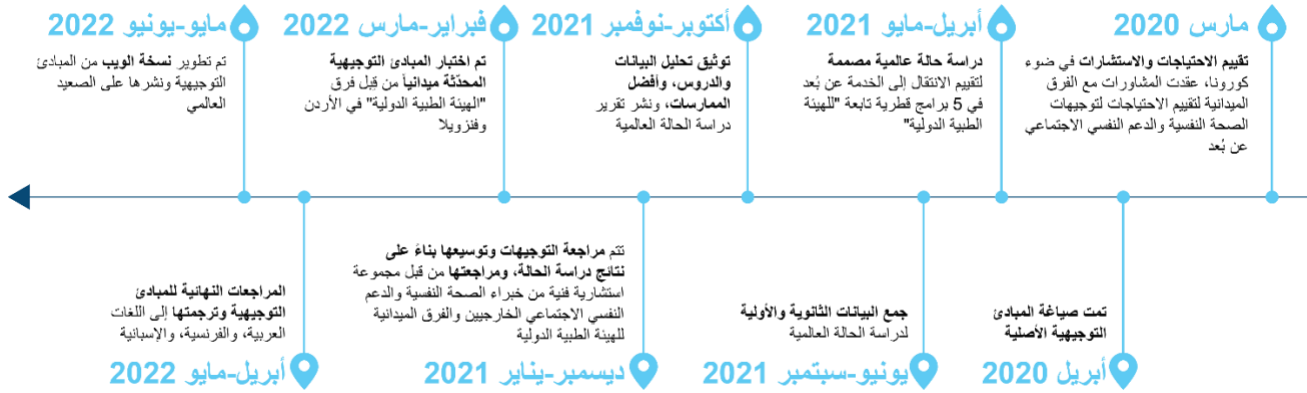 مارس 2020
تقييم الاحتياجات والاستشارات في ضوء
كورونا، عقدت المشاورات مع الفرق
الميدانية لتقييم الاحتياجات لتوجيهات
الصحة النفسية والدعم النفسي الاجتماعي
عن بُعد
تمت صياغة المبادئ
التوجيهية الأصلية
أبريل 2020
أبريل-مايو 2021
دراسة حالة عالمية مصممة
لتقييم الانتقال إلى الخدمة عن بُعد
في 5 برامج قطرية تابعة "للهيئة
الطبية الدولية"
جمع البيانات الثانوية والأولية
لدراسة الحالة العالمية
يونيو-سبتمبر 2021
أكتوبر-نوفمبر 2021
توثيق تحليل البيانات
والدروس، وأفضل
الممارسات، ونشر تقرير
دراسة الحالة العالمية
تتم مراجعة التوجيهات وتوسيعها بناءً على
نتائج دراسة الحالة، ومراجعتها من قبل مجموعة
استشارية فنية من خبراء الصحة النفسية والدعم
النفسي الاجتماعي الخارجيين والفرق الميدانية
للهيئة الطبية الدولية
ديسمبر-يناير 2021
فبراير-مارس 2022
تم اختبار المبادئ التوجيهية
المحدّثة ميدانياً من قِبل فرق
"الهيئة الطبية الدولية" في الأردن
وفنزويلا
المراجعات النهائية للمبادئ
التوجيهية وترجمتها إلى اللغات
العربية، والفرنسية، والإسبانية
أبريل-مايو 2022
مايو-يونيو 2022
تم تطوير نسخة الويب من المبادئ
التوجيهية ونشرها على الصعيد
العالمي